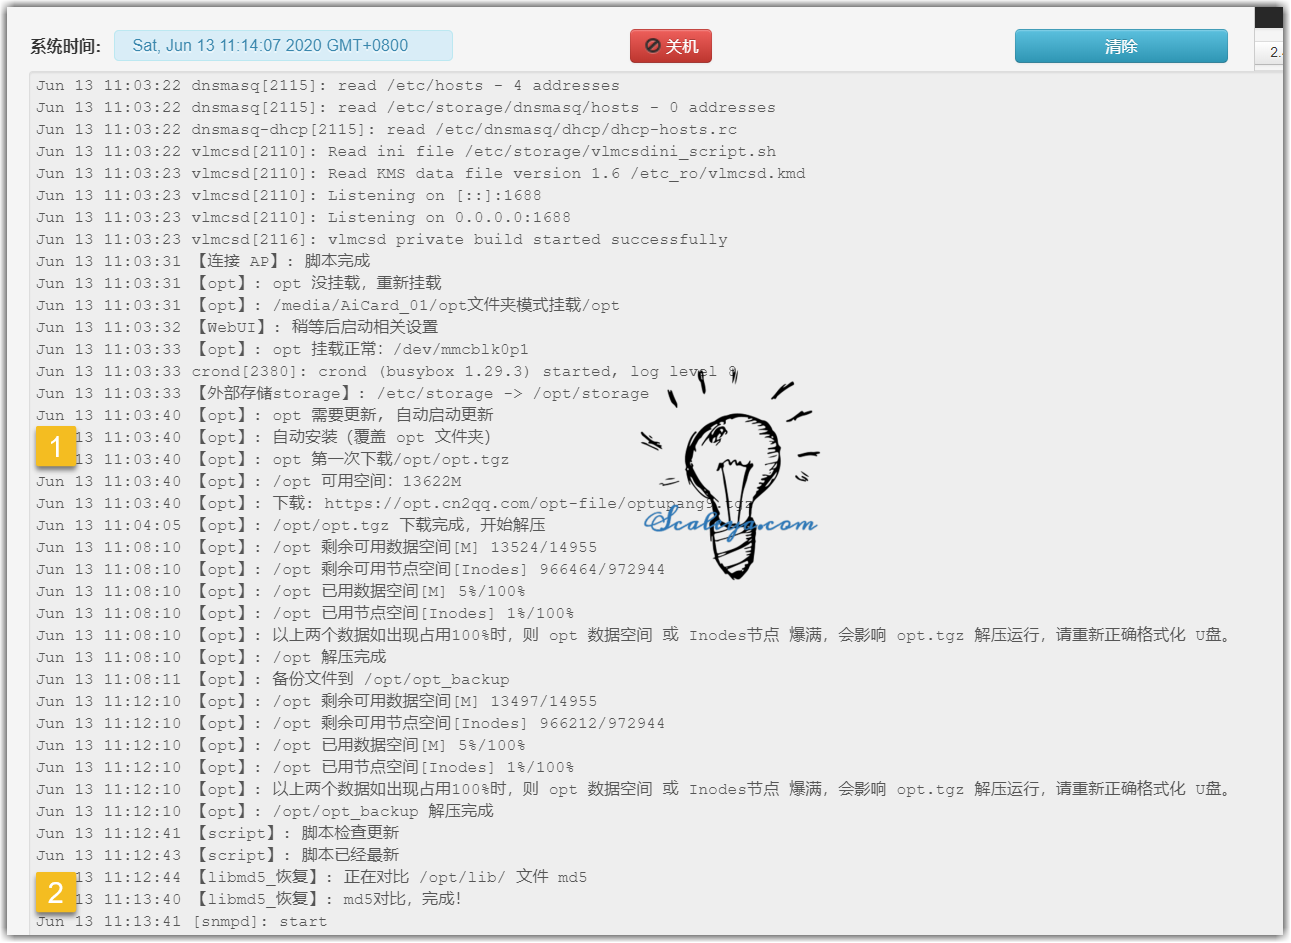 系统时间: Sat, Jun 13 11:14:07 2020 GMT+0800 关机 清除
2.
Jun 13 11:03:22 dnsmasq[2115]: read /etc/hosts - 4 addresses
Jun 13 11:03:22 dnsmasq[2115]: read /etc/storage/dnsmasq/hosts - 0 addresses
Jun 13 11:03:22 dnsmasq-dhcp[2115]: read /etc/dnsmasq/dhcp/dhcp-hosts.rc
Jun 13 11:03:22 vlmcsd[2110]: Read ini file /etc/storage/vlmcsdini_script.sh
Jun 13 11:03:23 vlmcsd[2110]: Read KMS data file version 1.6 /etc_ro/vlmcsd.kmd
Jun 13 11:03:23 vlmcsd[2110]: Listening on [::]:1688
Jun 13 11:03:23 vlmcsd[2110]: Listening on 0.0.0.0:1688
Jun 13 11:03:23 vlmcsd[2116]: vlmcsd private build started successfully
Jun 13 11:03:31 【连接 AP】: 脚本完成
Jun 13 11:03:31 【opt】: opt 没挂载，重新挂载
Jun 13 11:03:31 【opt】: /media/AiCard_01/opt文件夹模式挂载/opt
Jun 13 11:03:32 【WebUI】: 稍等后启动相关设置
Jun 13 11:03:33 【opt】: opt 挂载正常：/dev/mmcblk0p1
Jun 13 11:03:33 crond[2380]: crond (busybox 1.29.3) started, log level 8
Jun 13 11:03:33 【外部存储storage】: /etc/storage -> /opt/storage
Jun 13 11:03:40 【opt】: opt 需要更新, 自动启动更新
1 13 11:03:40 【opt】: 自动安装（覆盖 opt 文件夹）
13 11:03:40 【opt】: opt 第一次下载/opt/opt.tgz
Jun 13 11:03:40 【opt】: /opt 可用空间：13622M
Jun 13 11:03:40 【opt】: 下载: https://opt.cn2qq.com/opt-file/optupang9.tgz
Jun 13 11:04:05 【opt】: /opt/opt.tgz 下载完成，开始解压
Jun 13 11:08:10 【opt】: /opt 剩余可用数据空间[M] 13524/14955
Jun 13 11:08:10 【opt】: /opt 剩余可用节点空间[Inodes] 966464/972944
Jun 13 11:08:10 【opt】: /opt 已用数据空间[M] 5%/100%
Jun 13 11:08:10 【opt】: /opt 已用节点空间[Inodes] 1%/100%
Jun 13 11:08:10 【opt】: 以上两个数据如出现占用100%时，则 opt 数据空间 或 Inodes节点 爆满，会影响 opt.tgz 解压运行，请重新正确格式化 U盘。
Jun 13 11:08:10 【opt】: /opt 解压完成
Jun 13 11:08:11 【opt】: 备份文件到 /opt/opt_backup
Jun 13 11:12:10 【opt】: /opt 剩余可用数据空间[M] 13497/14955
Jun 13 11:12:10 【opt】: /opt 剩余可用节点空间[Inodes] 966212/972944
Jun 13 11:12:10 【opt】: /opt 已用数据空间[M] 5%/100%
Jun 13 11:12:10 【opt】: /opt 已用节点空间[Inodes] 1%/100%
Jun 13 11:12:10 【opt】: 以上两个数据如出现占用100%时，则 opt 数据空间 或 Inodes节点 爆满，会影响 opt.tgz 解压运行，请重新正确格式化 U盘。
Jun 13 11:12:10 【opt】: /opt/opt_backup 解压完成
Jun 13 11:12:41 【script】: 脚本检查更新
Jun 13 11:12:43 【script】: 脚本已经最新
2 13 11:12:44 【libmd5_恢复】: 正在对比 /opt/lib/ 文件 md5
13 11:13:40 【libmd5_恢复】: md5对比，完成！
Jun 13 11:13:41 [snmpd]: start